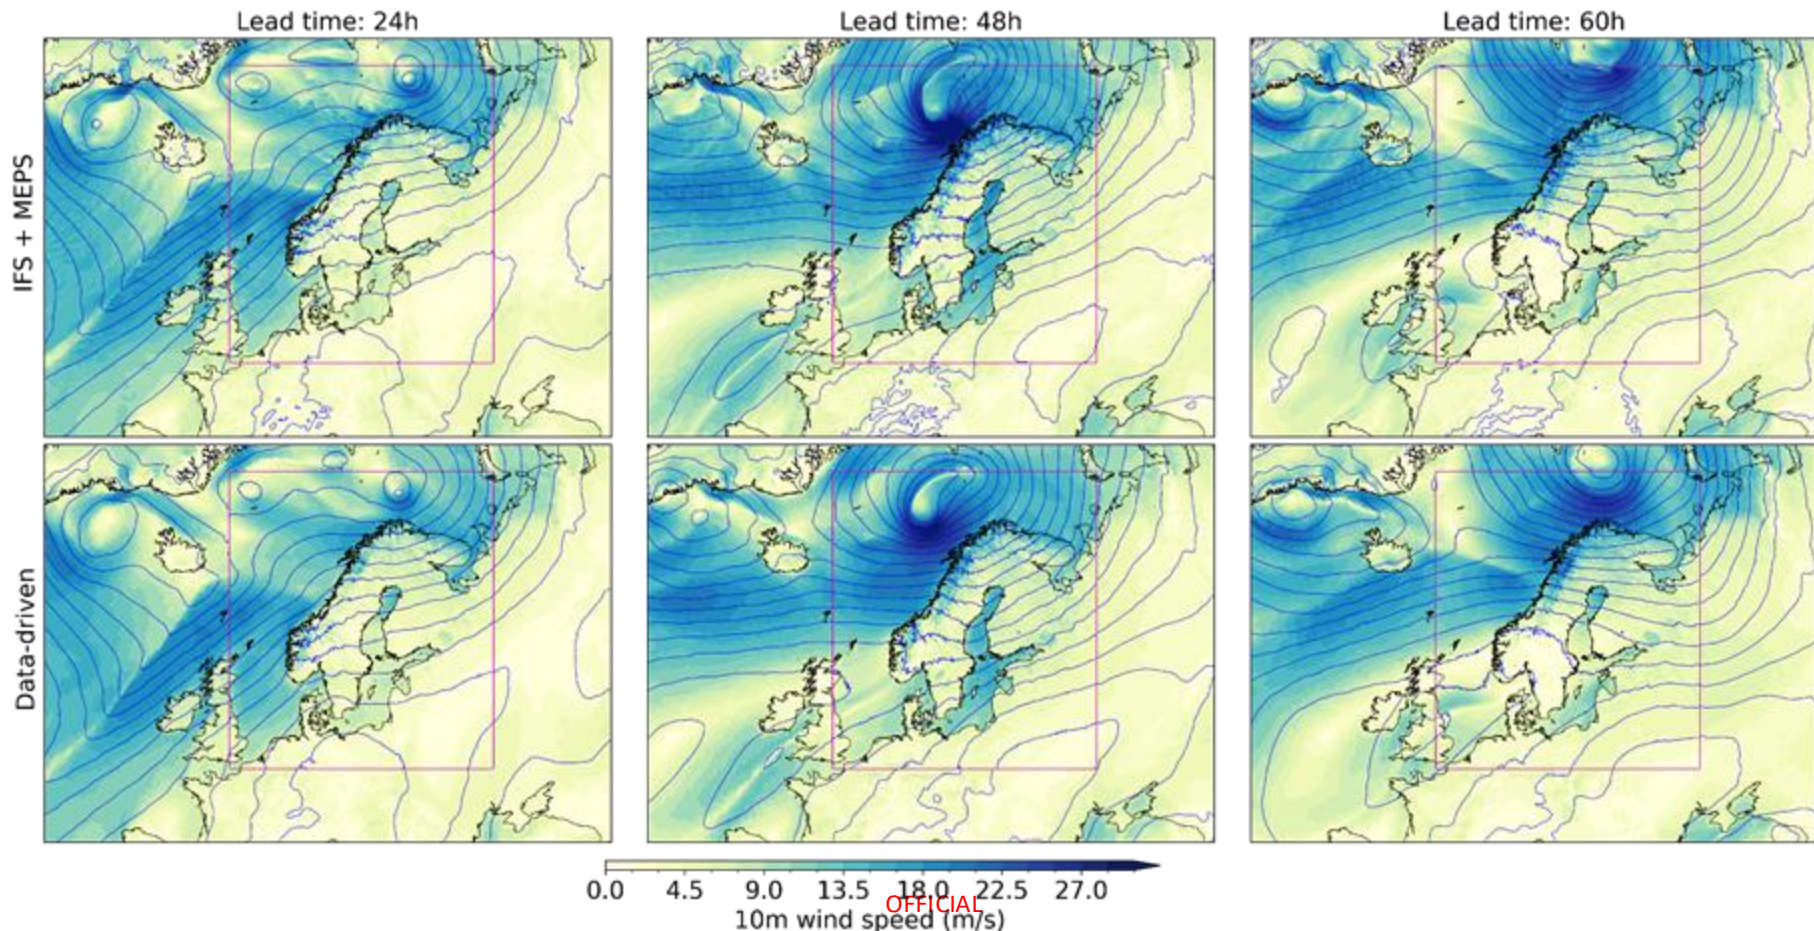 Lead time: 24h
Lead time: 48h
Lead time: 60h
IFS + MEPS
Data-driven
0.0 4.5 9.0 13.5 18.0 22.5 27.0
OFFICIAL
10m wind speed (m/s)